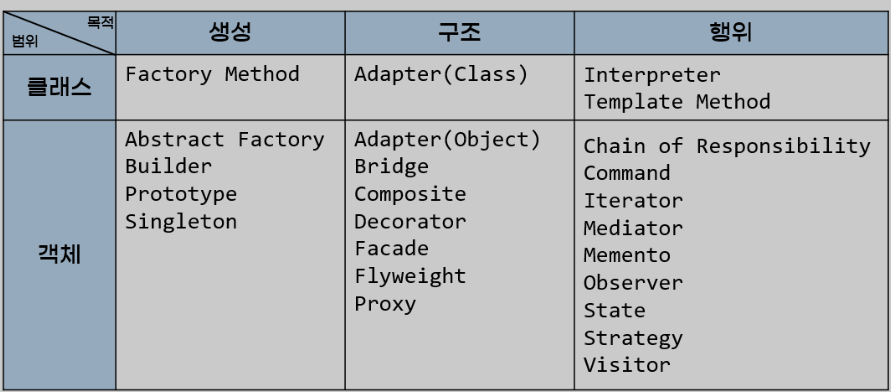 목적
범위
생성
구조
행위
클래스
Factory Method
Adapter(Class)
Interpreter
Template Method
객체
Abstract Factory
Builder
Prototype
Singleton
Adapter(Object)
Bridge
Composite
Decorator
Facade
Flyweight
Proxy
Chain of Responsibility
Command
Iterator
Mediator
Memento
Observer
State
Strategy
Visitor